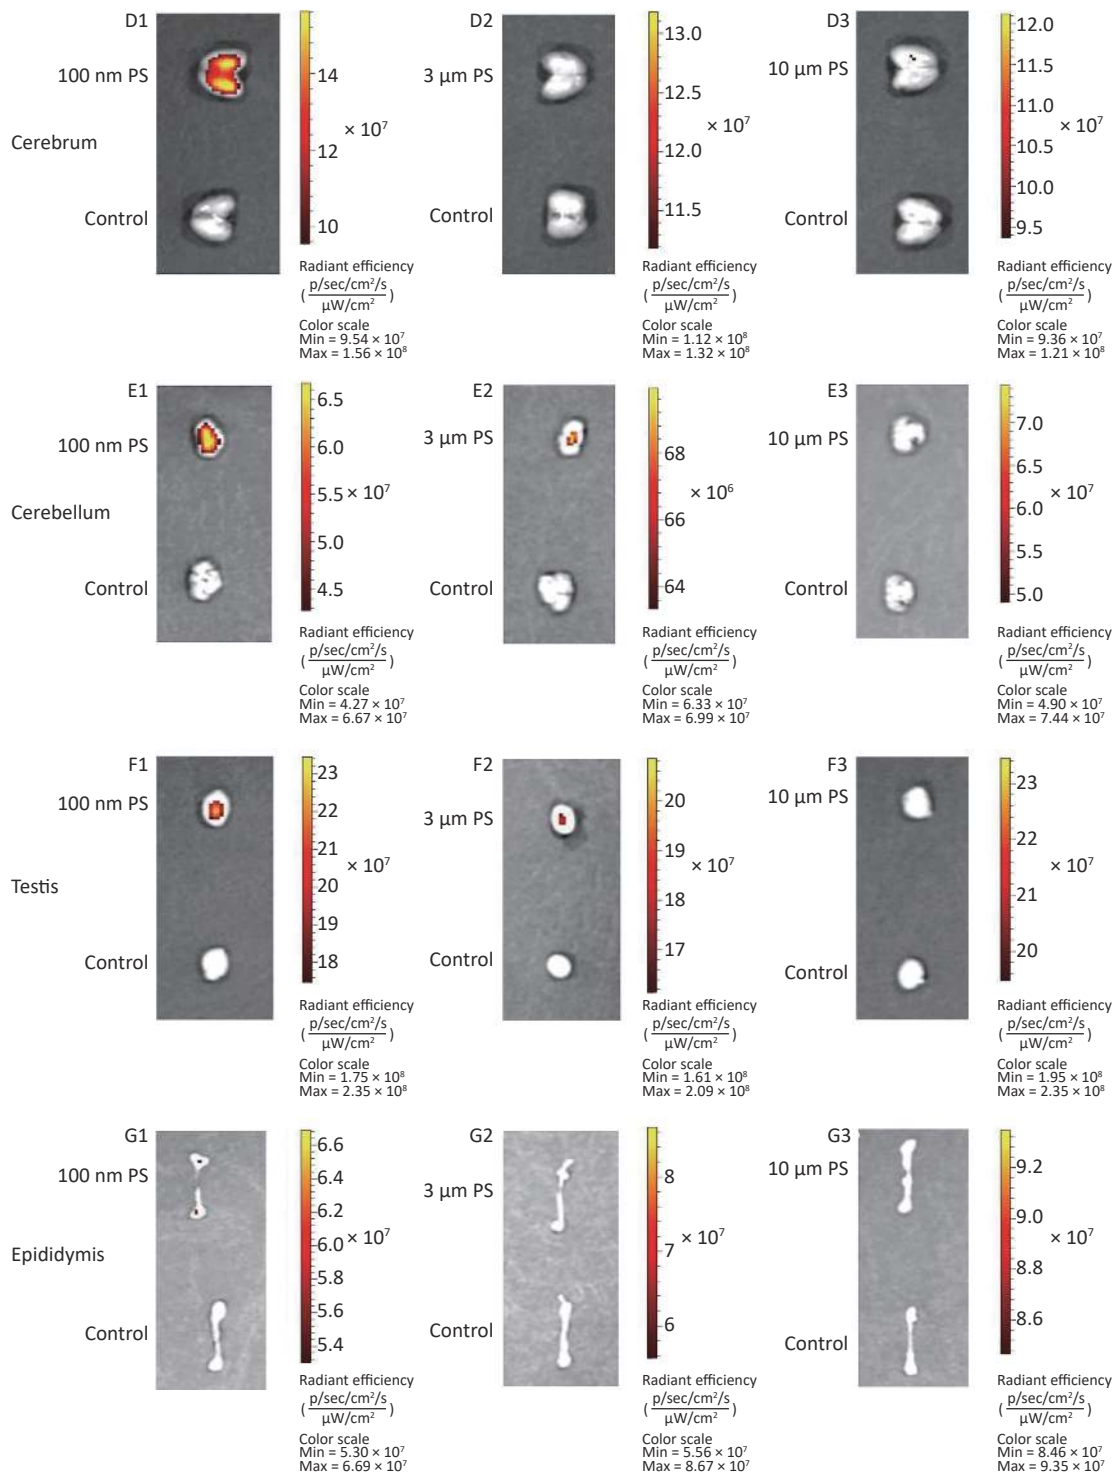 D1
100 nm PS
Cerebrum
Control
14
12
10
× 10⁷
Radiant efficiency
( p/sec/cm²/s )
μW/cm²
Color scale
Min = 9.54 × 10⁷
Max = 1.56 × 10⁸
D2
3 μm PS
Control
13.0
12.5
12.0
11.5
× 10⁷
Radiant efficiency
( p/sec/cm²/s )
μW/cm²
Color scale
Min = 1.12 × 10⁸
Max = 1.32 × 10⁸
D3
10 μm PS
Control
12.0
11.5
11.0
10.5
10.0
9.5
× 10⁷
Radiant efficiency
( p/sec/cm²/s )
μW/cm²
Color scale
Min = 9.36 × 10⁷
Max = 1.21 × 10⁸
E1
100 nm PS
Cerebellum
Control
6.5
6.0
5.5
5.0
4.5
× 10⁷
Radiant efficiency
( p/sec/cm²/s )
μW/cm²
Color scale
Min = 4.27 × 10⁷
Max = 6.67 × 10⁷
E2
3 μm PS
Control
68
66
64
× 10⁶
Radiant efficiency
( p/sec/cm²/s )
μW/cm²
Color scale
Min = 6.33 × 10⁷
Max = 6.99 × 10⁷
E3
10 μm PS
Control
7.0
6.5
6.0
5.5
5.0
× 10⁷
Radiant efficiency
( p/sec/cm²/s )
μW/cm²
Color scale
Min = 4.90 × 10⁷
Max = 7.44 × 10⁷
F1
100 nm PS
Testis
Control
23
22
21
20
19
18
× 10⁷
Radiant efficiency
( p/sec/cm²/s )
μW/cm²
Color scale
Min = 1.75 × 10⁸
Max = 2.35 × 10⁸
F2
3 μm PS
Control
20
19
18
17
× 10⁷
Radiant efficiency
( p/sec/cm²/s )
μW/cm²
Color scale
Min = 1.61 × 10⁸
Max = 2.09 × 10⁸
F3
10 μm PS
Control
23
22
21
20
× 10⁷
Radiant efficiency
( p/sec/cm²/s )
μW/cm²
Color scale
Min = 1.95 × 10⁸
Max = 2.35 × 10⁸
G1
100 nm PS
Epididymis
Control
6.6
6.4
6.2
6.0
5.8
5.6
5.4
× 10⁷
Radiant efficiency
( p/sec/cm²/s )
μW/cm²
Color scale
Min = 5.30 × 10⁷
Max = 6.69 × 10⁷
G2
3 μm PS
Control
8
7
6
× 10⁷
Radiant efficiency
( p/sec/cm²/s )
μW/cm²
Color scale
Min = 5.56 × 10⁷
Max = 8.67 × 10⁷
G3
10 μm PS
Control
9.2
9.0
8.8
8.6
× 10⁷
Radiant efficiency
( p/sec/cm²/s )
μW/cm²
Color scale
Min = 8.46 × 10⁷
Max = 9.35 × 10⁷